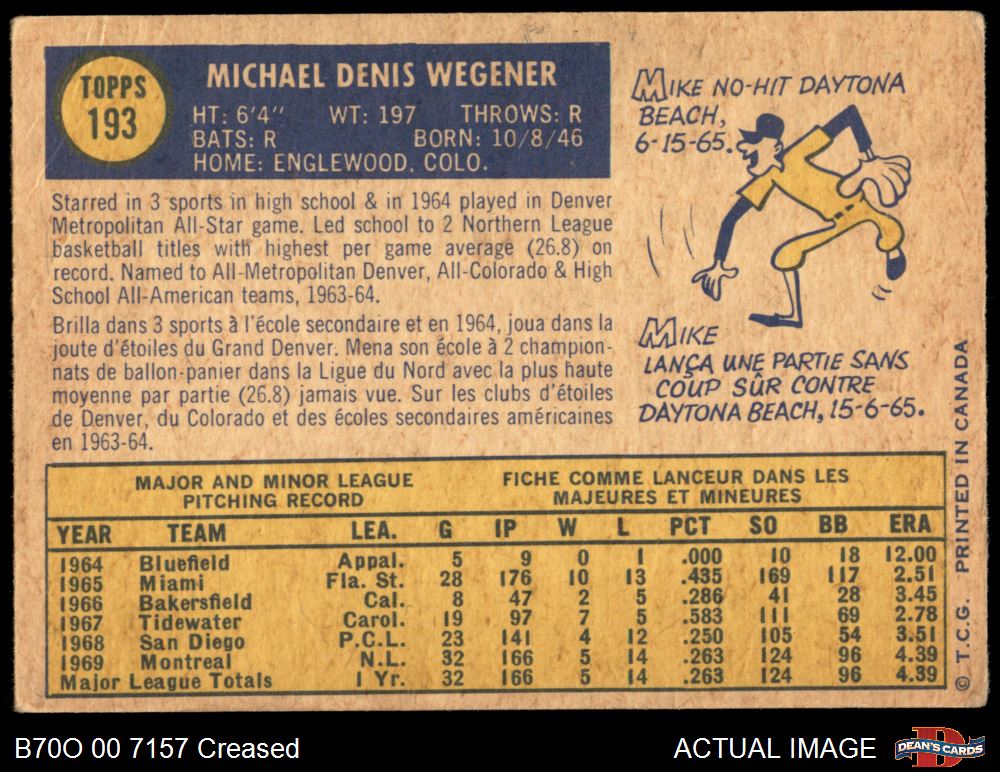 TOPPS
193
MICHAEL DENIS WEGENER
HT: 6'4" WT: 197 THROWS: R
BATS: R BORN: 10/8/46
HOME: ENGLEWOOD, COLO.
Starred in 3 sports in high school & in 1964 played in Denver
Metropolitan All-Star game. Led school to 2 Northern League
basketball titles with highest per game average (26.8) on
record. Named to All-Metropolitan Denver, All-Colorado & High
School All-American teams, 1963-64.
Brilla dans 3 sports à l'école secondaire et en 1964, joua dans la
joute d'étoiles du Grand Denver. Mena son école à 2 champion-
nats de ballon-panier dans la Ligue du Nord avec la plus haute
moyenne par partie (26.8) jamais vue. Sur les clubs d'étoiles
de Denver, du Colorado et des écoles secondaires américaines
en 1963-64.
MIKE NO-HIT DAYTONA
BEACH,
6-15-65.
MIKE
LANÇA UNE PARTIE SANS
COUP SÛR CONTRE
DAYTONA BEACH, 15-6-65.
MAJOR AND MINOR LEAGUE
PITCHING RECORD
FICHE COMME LANCEUR DANS LES
MAJEURES ET MINEURES
YEAR TEAM LEA. G IP W L PCT SO BB ERA
1964 Bluefield Appal. 5 9 0 1 .000 10 18 12.00
1965 Miami Fla. St. 28 176 10 13 .435 169 117 2.51
1966 Bakersfield Cal. 8 47 2 5 .286 41 28 3.45
1967 Tidewater Carol. 19 97 7 5 .583 111 69 2.78
1968 San Diego P.C.L. 23 141 4 12 .250 105 54 3.51
1969 Montreal N.L. 32 166 5 14 .263 124 96 4.39
Major League Totals 1 Yr. 32 166 5 14 .263 124 96 4.39
© T.C.G. PRINTED IN CANADA
B70O 00 7157 Creased
ACTUAL IMAGE
D
DEAN'S CARDS